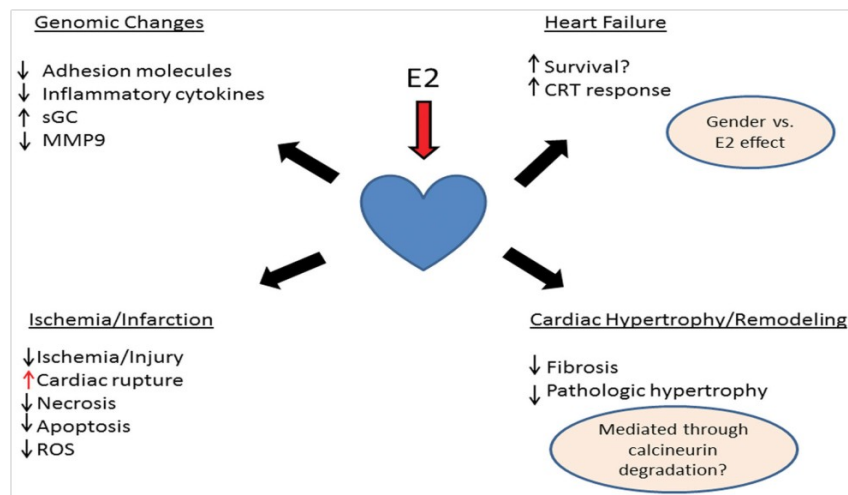 Genomic Changes
↓ Adhesion molecules
↓ Inflammatory cytokines
↑ sGC
↓ MMP9
E2
Heart Failure
↑ Survival?
↑ CRT response
Gender vs.
E2 effect
Ischemia/Infarction
↓Ischemia/Injury
↑Cardiac rupture
↓Necrosis
↓Apoptosis
↓ROS
Cardiac Hypertrophy/Remodeling
↓ Fibrosis
↓ Pathologic hypertrophy
Mediated through
calcineurin
degradation?